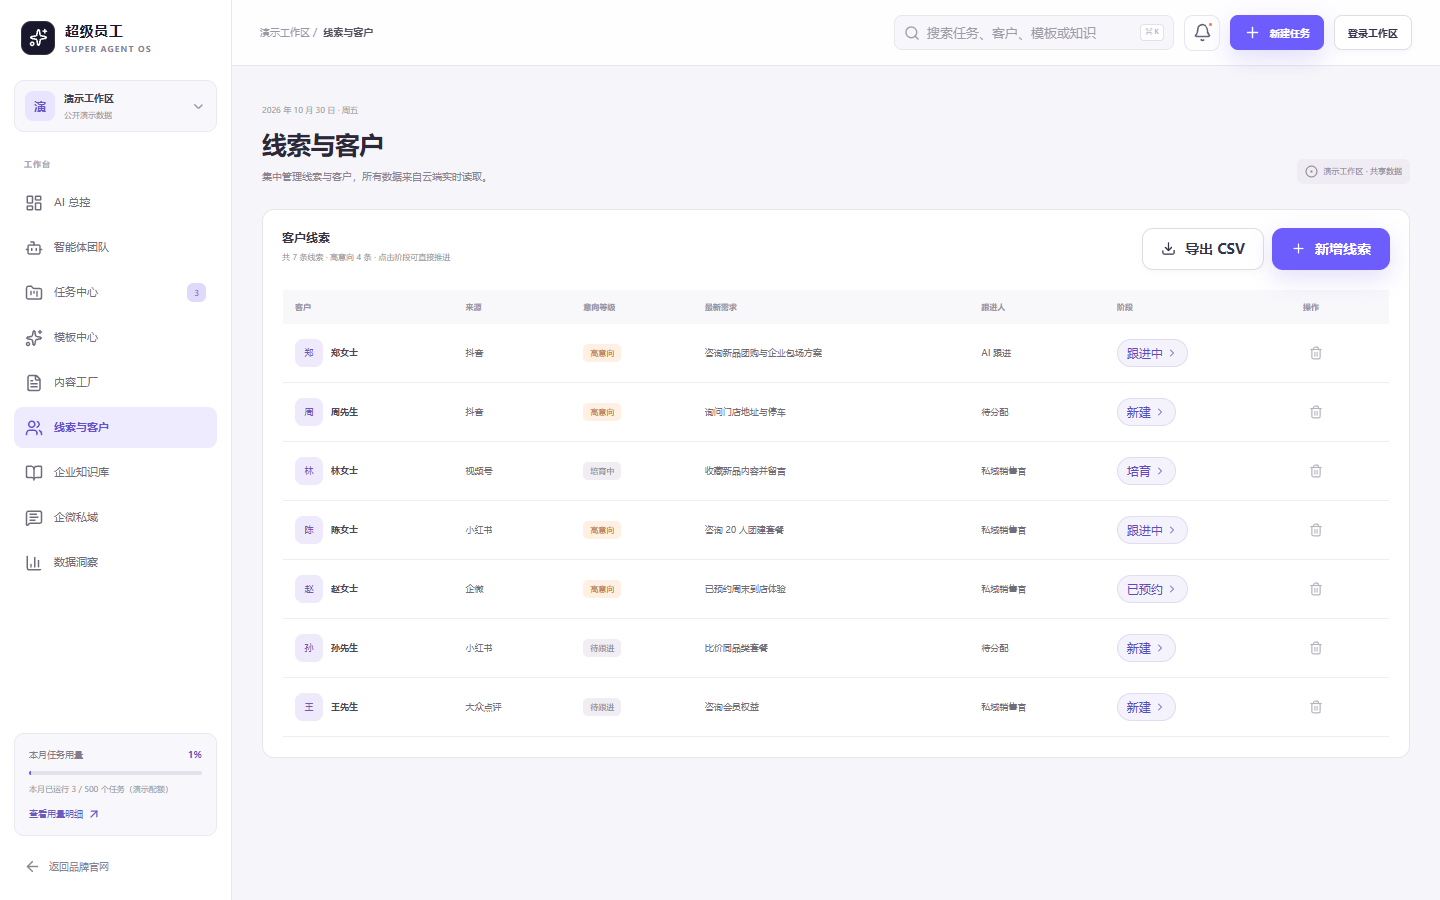 超级员工
SUPER AGENT OS
演
演示工作区
公开演示数据
工作台
AI 总控
智能体团队
任务中心
3
模板中心
内容工厂
线索与客户
企业知识库
企微私域
数据洞察
本月任务用量
1%
本月已运行 3 / 500 个任务（演示配额）
查看用量明细
返回品牌官网
演示工作区 / 线索与客户
搜索任务、客户、模板或知识
⌘ K
新建任务
登录工作区
2026 年 10 月 30 日 · 周五
线索与客户
集中管理线索与客户，所有数据来自云端实时读取。
演示工作区 · 共享数据
客户线索
共 7 条线索 · 高意向 4 条 · 点击阶段可直接推进
导出 CSV
新增线索
客户 来源 意向等级 最新需求 跟进人 阶段 操作
郑 郑女士 抖音 高意向 咨询新品团购与企业包场方案 AI 跟进 跟进中
周 周先生 抖音 高意向 询问门店地址与停车 待分配 新建
林 林女士 视频号 培育中 收藏新品内容并留言 私域销售官 培育
陈 陈女士 小红书 高意向 咨询 20 人团建套餐 私域销售官 跟进中
赵 赵女士 企微 高意向 已预约周末到店体验 私域销售官 已预约
孙 孙先生 小红书 待跟进 比价同品类套餐 待分配 新建
王 王先生 大众点评 待跟进 咨询会员权益 私域销售官 新建